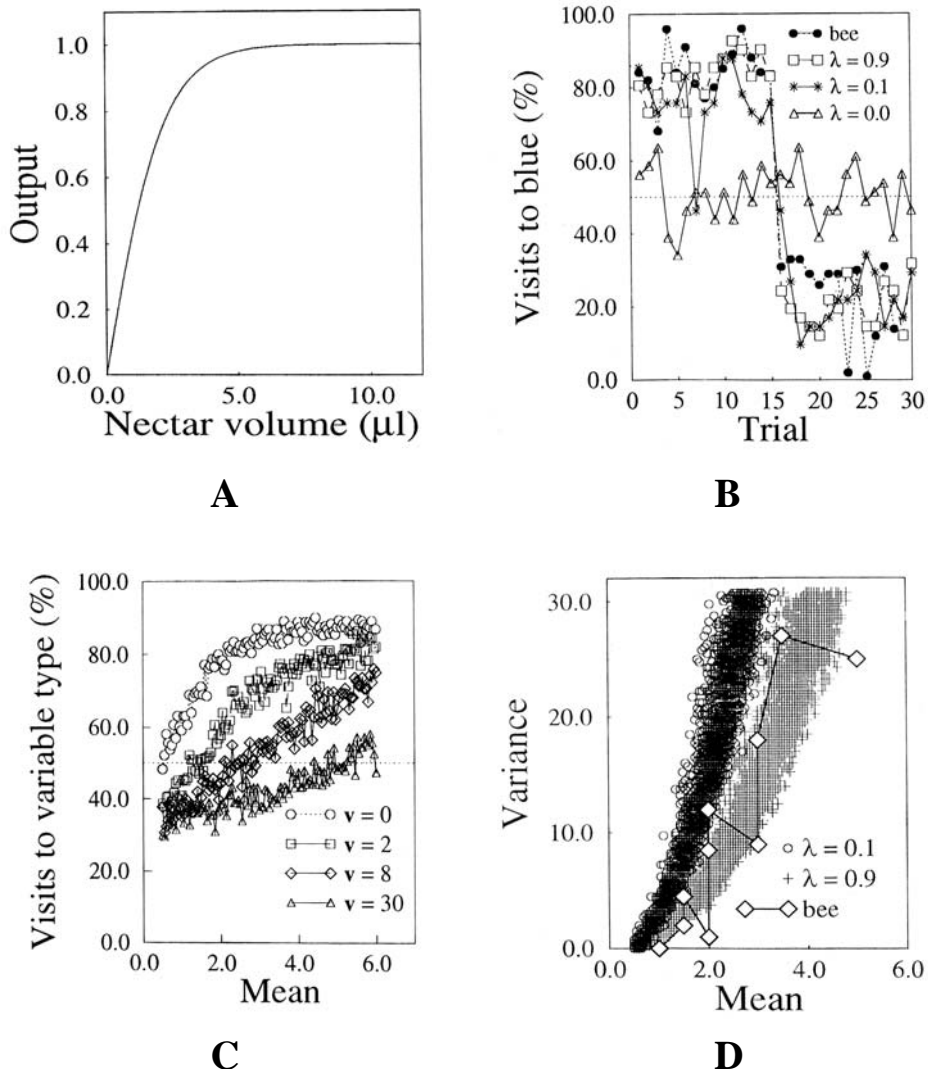 1.0
0.8
0.6
0.4
0.2
0.0
Output
0.0 5.0 10.0
Nectar volume (μl)
A
100.0
80.0
60.0
40.0
20.0
0.0
Visits to blue (%)
bee
λ = 0.9
λ = 0.1
λ = 0.0
0 5 10 15 20 25 30
Trial
B
100.0
80.0
60.0
40.0
20.0
0.0
Visits to variable type (%)
v = 0
v = 2
v = 8
v = 30
0.0 2.0 4.0 6.0
Mean
C
30.0
20.0
10.0
0.0
Variance
λ = 0.1
λ = 0.9
bee
0.0 2.0 4.0 6.0
Mean
D